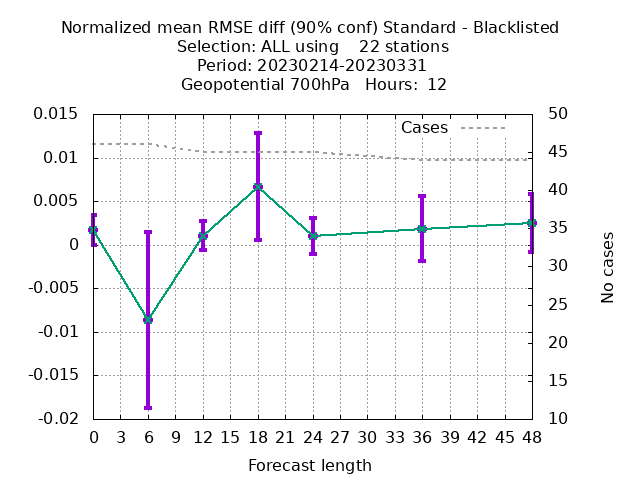 Normalized mean RMSE diff (90% conf) Standard - Blacklisted
Selection: ALL using    22 stations
Period: 20230214-20230331
Geopotential 700hPa   Hours:  12
Cases
0.015
0.01
0.005
0
-0.005
-0.01
-0.015
-0.02
50
45
40
35
30
25
20
15
10
No cases
0 3 6 9 12 15 18 21 24 27 30 33 36 39 42 45 48
Forecast length